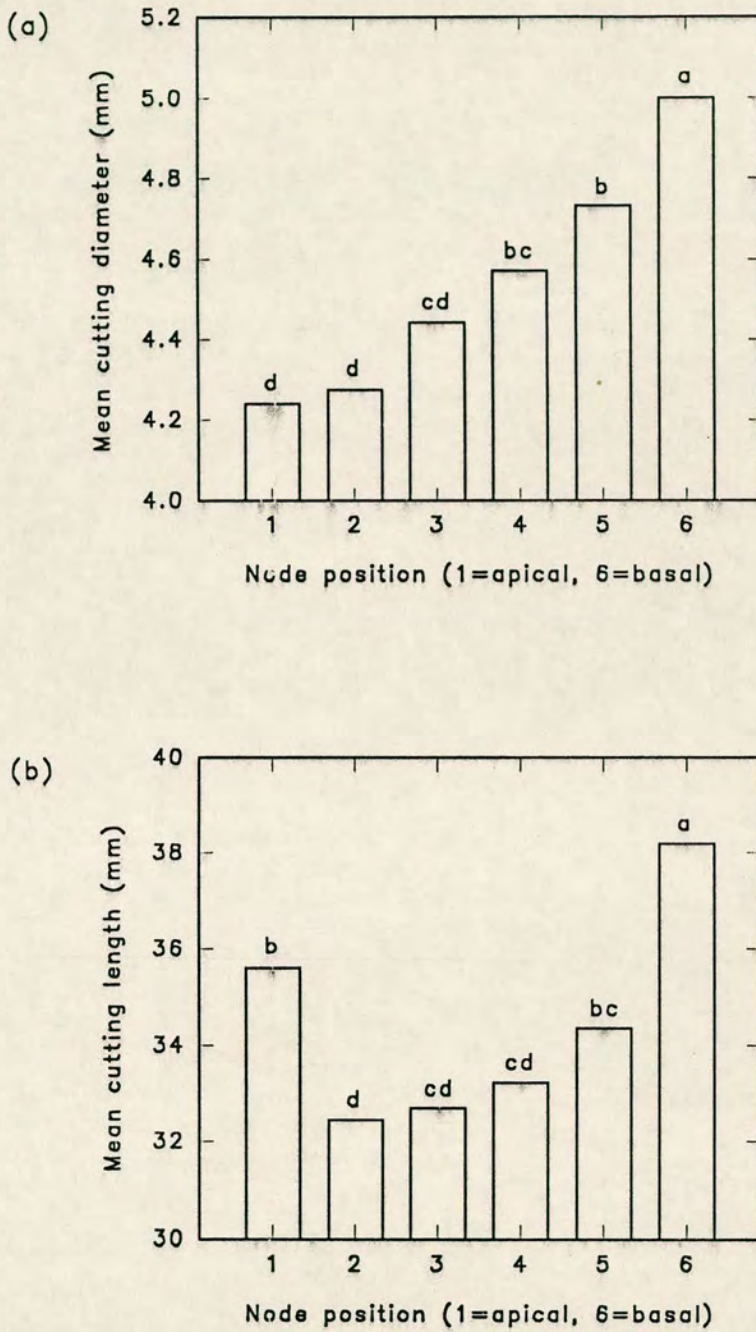 (a)
Mean cutting diameter (mm)
5.2
5.0
4.8
4.6
4.4
4.2
4.0
d
d
cd
bc
b
a
1 2 3 4 5 6
Node position (1=apical, 6=basal)
(b)
Mean cutting length (mm)
40
38
36
34
32
30
b
d
cd
cd
bc
a
1 2 3 4 5 6
Node position (1=apical, 6=basal)